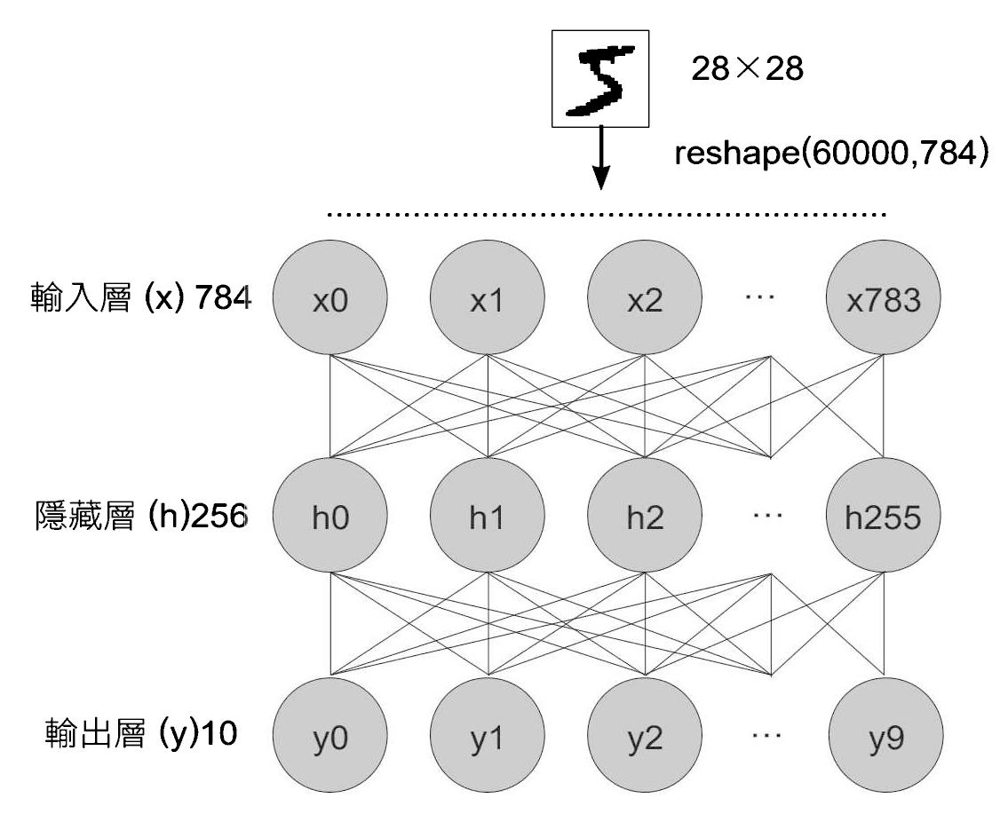 5
28×28
reshape(60000,784)
輸入層 (x) 784 x0 x1 x2 … x783
隱藏層 (h)256 h0 h1 h2 … h255
輸出層 (y)10 y0 y1 y2 … y9